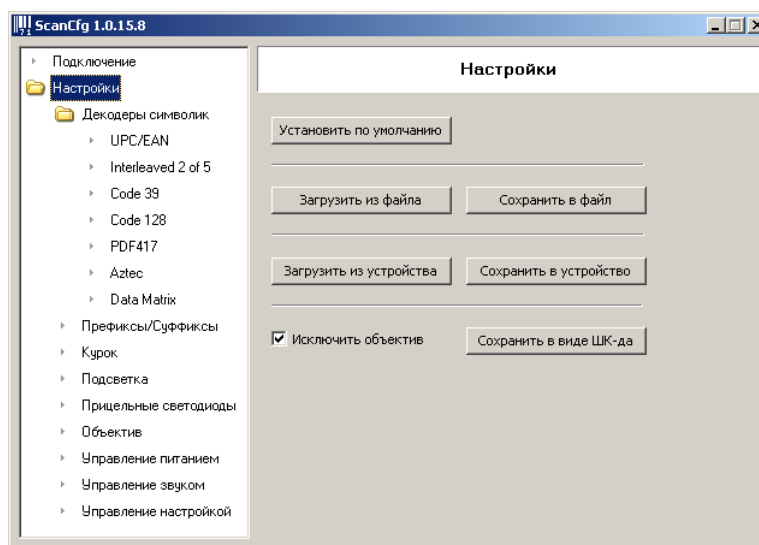 ScanCfg 1.0.15.8
Подключение
Настройки
Декодеры символик
UPC/EAN
Interleaved 2 of 5
Code 39
Code 128
PDF417
Aztec
Data Matrix
Префиксы/Суффиксы
Курок
Подсветка
Прицельные светодиоды
Объектив
Управление питанием
Управление звуком
Управление настройкой
Настройки
Установить по умолчанию
Загрузить из файла Сохранить в файл
Загрузить из устройства Сохранить в устройство
Исключить объектив Сохранить в виде ШК-да